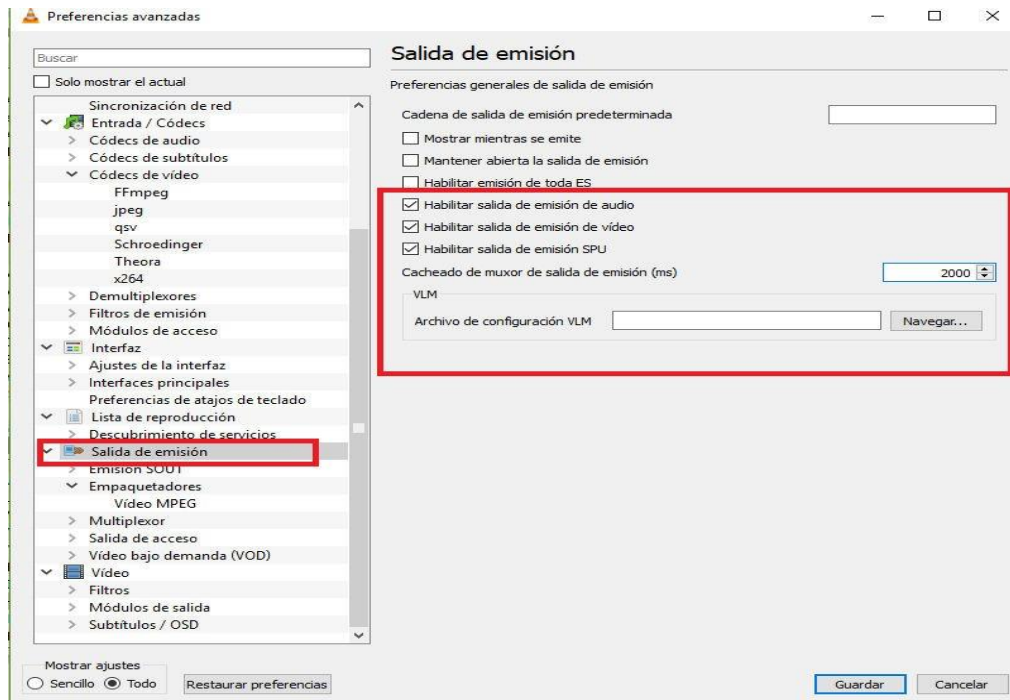 Preferencias avanzadas
Buscar
Solo mostrar el actual
Sincronización de red
Entrada / Códecs
Códecs de audio
Códecs de subtítulos
Códecs de vídeo
FFmpeg
jpeg
qsv
Schroedinger
Theora
x264
Demultiplexores
Filtros de emisión
Módulos de acceso
Interfaz
Ajustes de la interfaz
Interfaces principales
Preferencias de atajos de teclado
Lista de reproducción
Descubrimiento de servicios
Salida de emisión
Emisión SOUT
Empaquetadores
Vídeo MPEG
Multiplexor
Salida de acceso
Vídeo bajo demanda (VOD)
Vídeo
Filtros
Módulos de salida
Subtítulos / OSD
Mostrar ajustes
Sencillo Todo Restaurar preferencias
Salida de emisión
Preferencias generales de salida de emisión
Cadena de salida de emisión predeterminada
Mostrar mientras se emite
Mantener abierta la salida de emisión
Habilitar emisión de toda ES
Habilitar salida de emisión de audio
Habilitar salida de emisión de vídeo
Habilitar salida de emisión SPU
Cacheado de muxor de salida de emisión (ms) 2000
VLM
Archivo de configuración VLM Navegar...
Guardar Cancelar